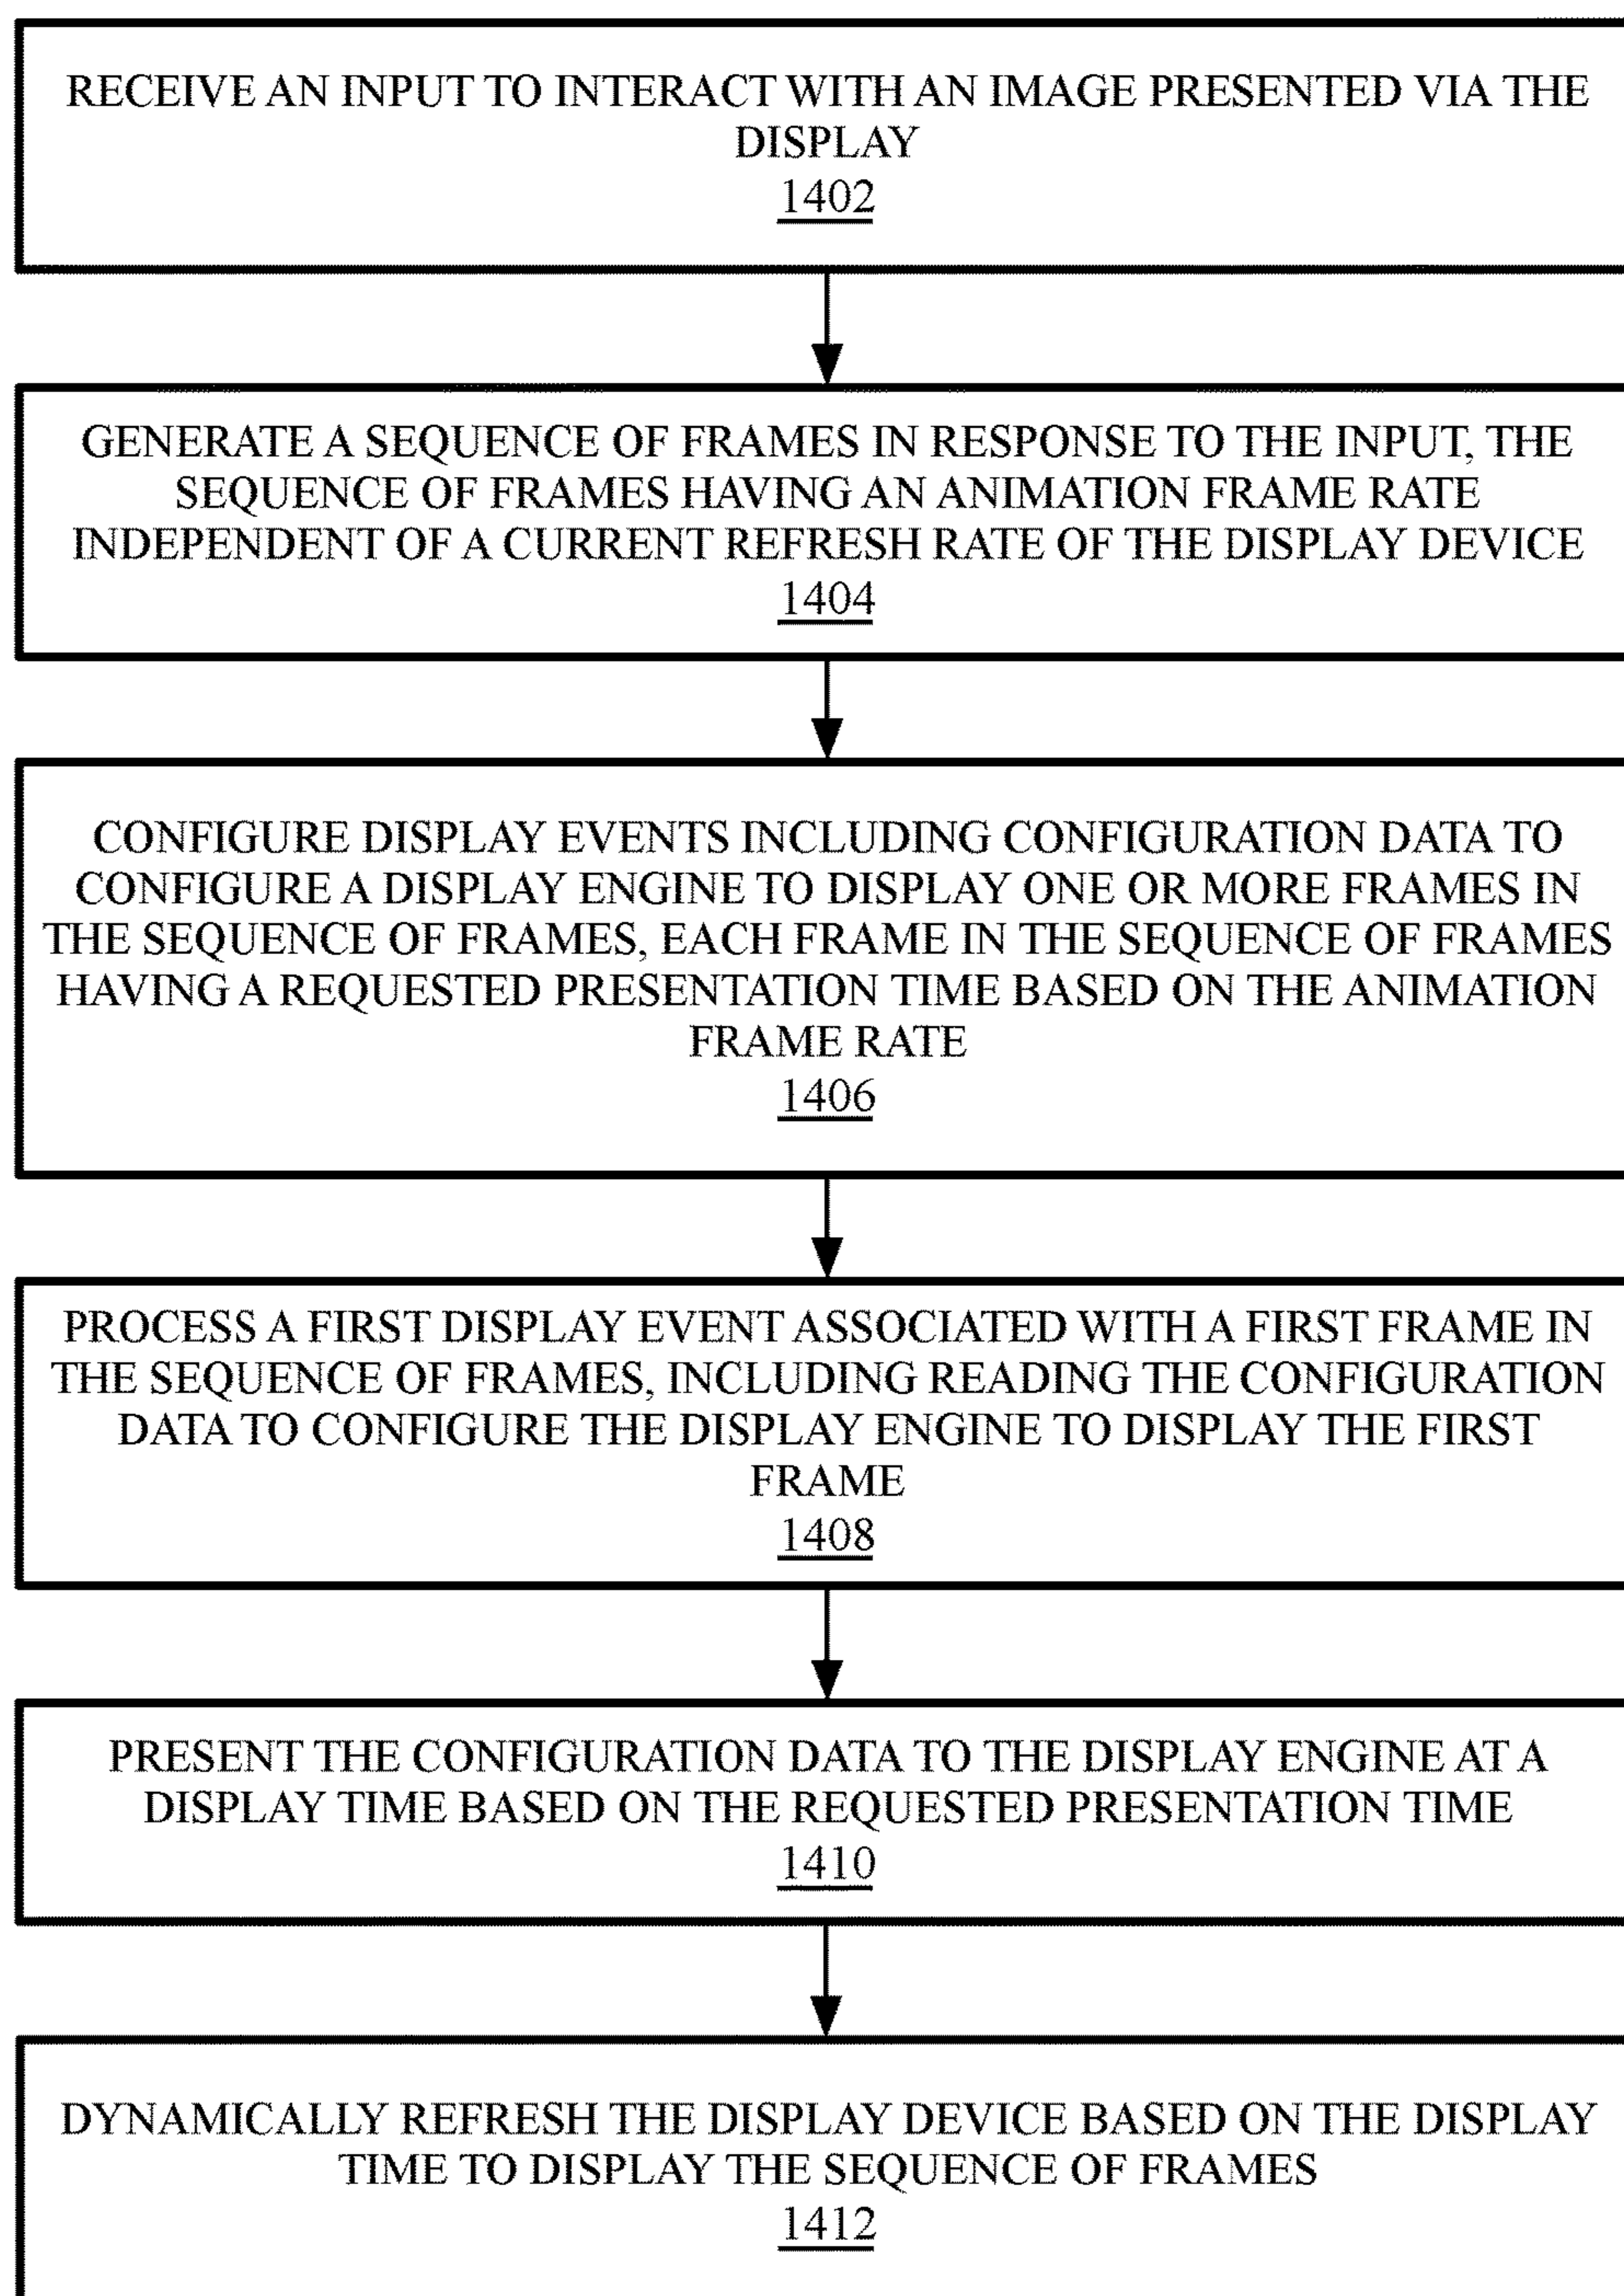 RECEIVE AN INPUT TO INTERACT WITH AN IMAGE PRESENTED VIA THE
DISPLAY
1402
GENERATE A SEQUENCE OF FRAMES IN RESPONSE TO THE INPUT, THE
SEQUENCE OF FRAMES HAVING AN ANIMATION FRAME RATE
INDEPENDENT OF A CURRENT REFRESH RATE OF THE DISPLAY DEVICE
1404
CONFIGURE DISPLAY EVENTS INCLUDING CONFIGURATION DATA TO
CONFIGURE A DISPLAY ENGINE TO DISPLAY ONE OR MORE FRAMES IN
THE SEQUENCE OF FRAMES, EACH FRAME IN THE SEQUENCE OF FRAMES
HAVING A REQUESTED PRESENTATION TIME BASED ON THE ANIMATION
FRAME RATE
1406
PROCESS A FIRST DISPLAY EVENT ASSOCIATED WITH A FIRST FRAME IN
THE SEQUENCE OF FRAMES, INCLUDING READING THE CONFIGURATION
DATA TO CONFIGURE THE DISPLAY ENGINE TO DISPLAY THE FIRST
FRAME
1408
PRESENT THE CONFIGURATION DATA TO THE DISPLAY ENGINE AT A
DISPLAY TIME BASED ON THE REQUESTED PRESENTATION TIME
1410
DYNAMICALLY REFRESH THE DISPLAY DEVICE BASED ON THE DISPLAY
TIME TO DISPLAY THE SEQUENCE OF FRAMES
1412